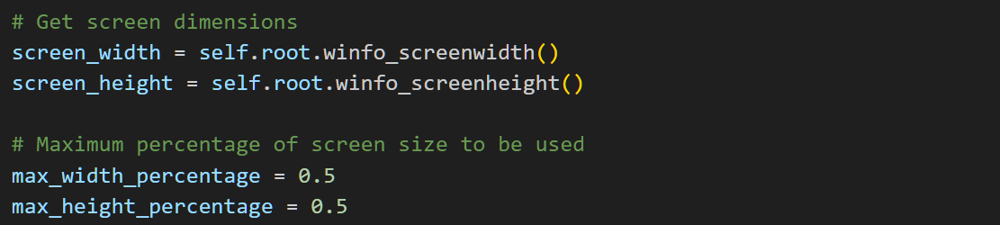 # Get screen dimensions
screen_width = self.root.winfo_screenwidth()
screen_height = self.root.winfo_screenheight()
# Maximum percentage of screen size to be used
max_width_percentage = 0.5
max_height_percentage = 0.5